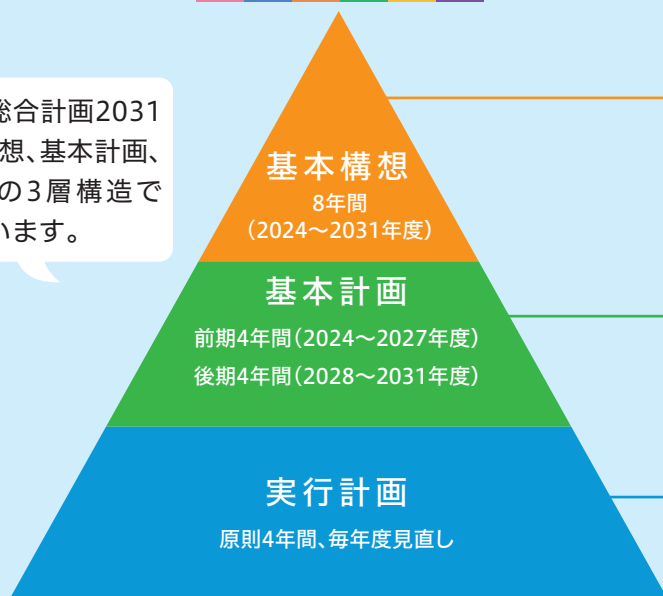 総合計画2031
想、基本計画、
の3層構造で
います。
基本構想
8年間
（2024〜2031年度）
基本計画
前期4年間（2024〜2027年度）
後期4年間（2028〜2031年度）
実行計画
原則4年間、毎年度見直し